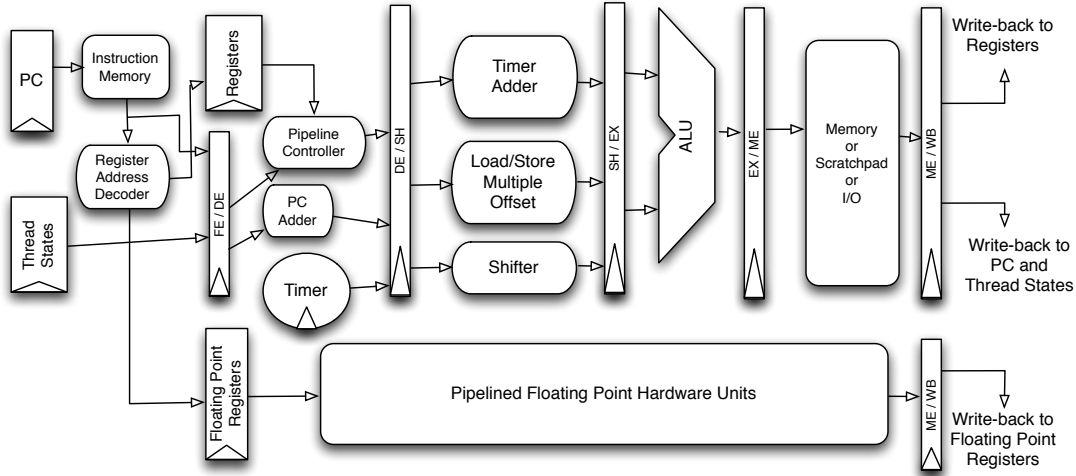 PC
Instruction
Memory
Register
Address
Decoder
Thread
States
Registers
FE / DE
Pipeline
Controller
PC
Adder
Timer
DE / SH
Timer
Adder
Load/Store
Multiple
Offset
Shifter
SH / EX
ALU
EX / ME
Memory
or
Scratchpad
or
I/O
ME / WB
Write-back to
Registers
Write-back to
PC and
Thread States
Floating Point
Registers
Pipelined Floating Point Hardware Units
ME / WB
Write-back to
Floating Point
Registers